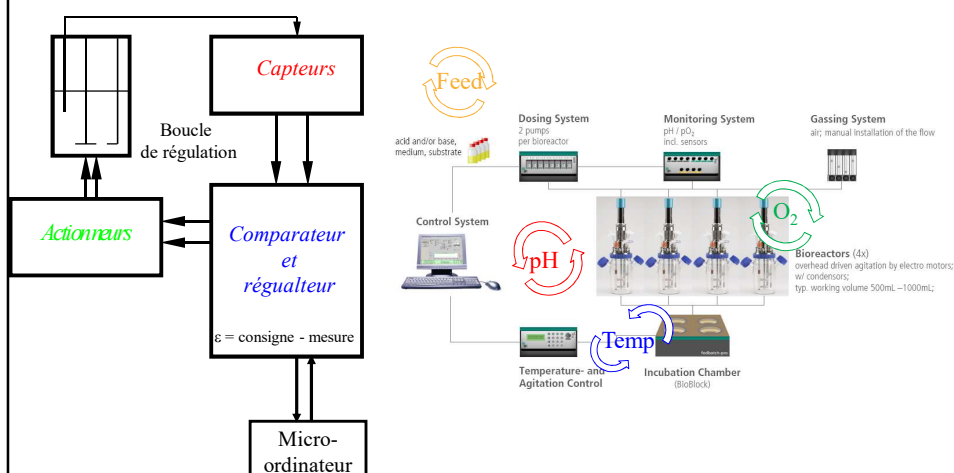 Capteurs
Boucle
de régulation
Actionneurs
Comparateur
et
régualteur
ε = consigne - mesure
Micro-
ordinateur
Feed
Dosing System
2 pumps
per bioreactor
acid and/or base,
medium, substrate
Monitoring System
pH / pO2
incl. sensors
Gassing System
air; manual installation of the flow
Control System
pH
O2
Bioreactors (4x)
overhead driven agitation by electro motors;
w/ condensors;
typ. working volume 500mL –1000mL;
Temp
Temperature- and
Agitation Control
Incubation Chamber
(BioBlock)